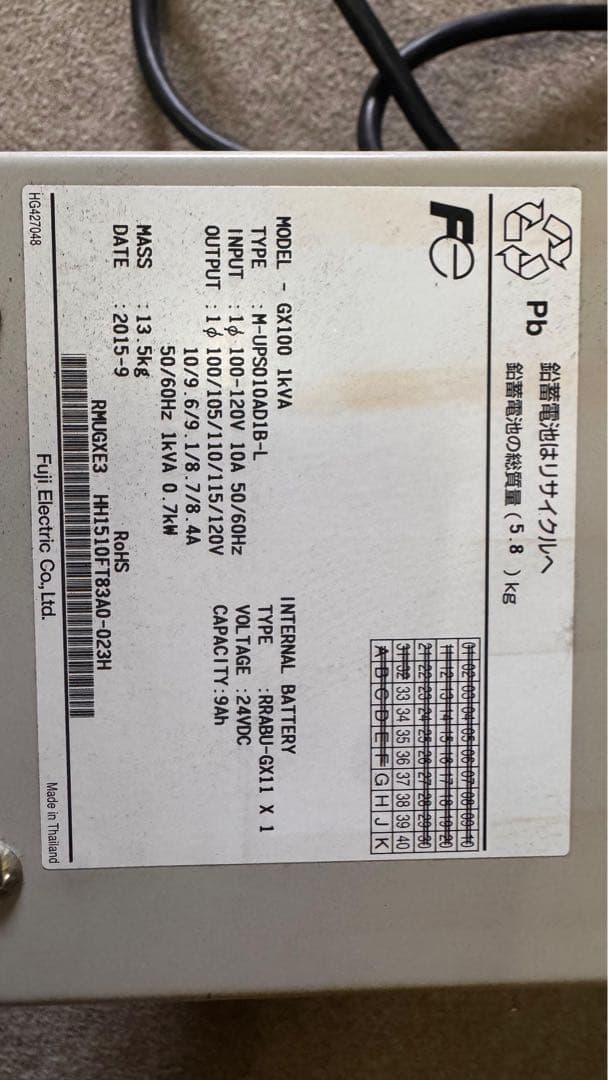 Pb
鉛蓄電池はリサイクルへ
鉛蓄電池の総質量(5.8 )kg
Fe
01 02 03 04 05 06 07 08 09 10
11 12 13 14 15 16 17 18 19 20
21 22 23 24 25 26 27 28 29 30
31 32 33 34 35 36 37 38 39 40
A B C D E F G H J K
MODEL - GX100 1kVA
TYPE :M-UPS010AD1B-L
INPUT :1φ 100-120V 10A 50/60Hz
OUTPUT :1φ 100/105/110/115/120V
10/9.6/9.1/8.7/8.4A
50/60Hz 1kVA 0.7kW
MASS :13.5kg
DATE :2015-9
INTERNAL BATTERY
TYPE :RRABU-GX11 X 1
VOLTAGE :24VDC
CAPACITY:9Ah
RoHS
RMUGXE3 HH1510FT83A0-023H
HG427048
Fuji Electric Co.,Ltd.
Made in Thailand